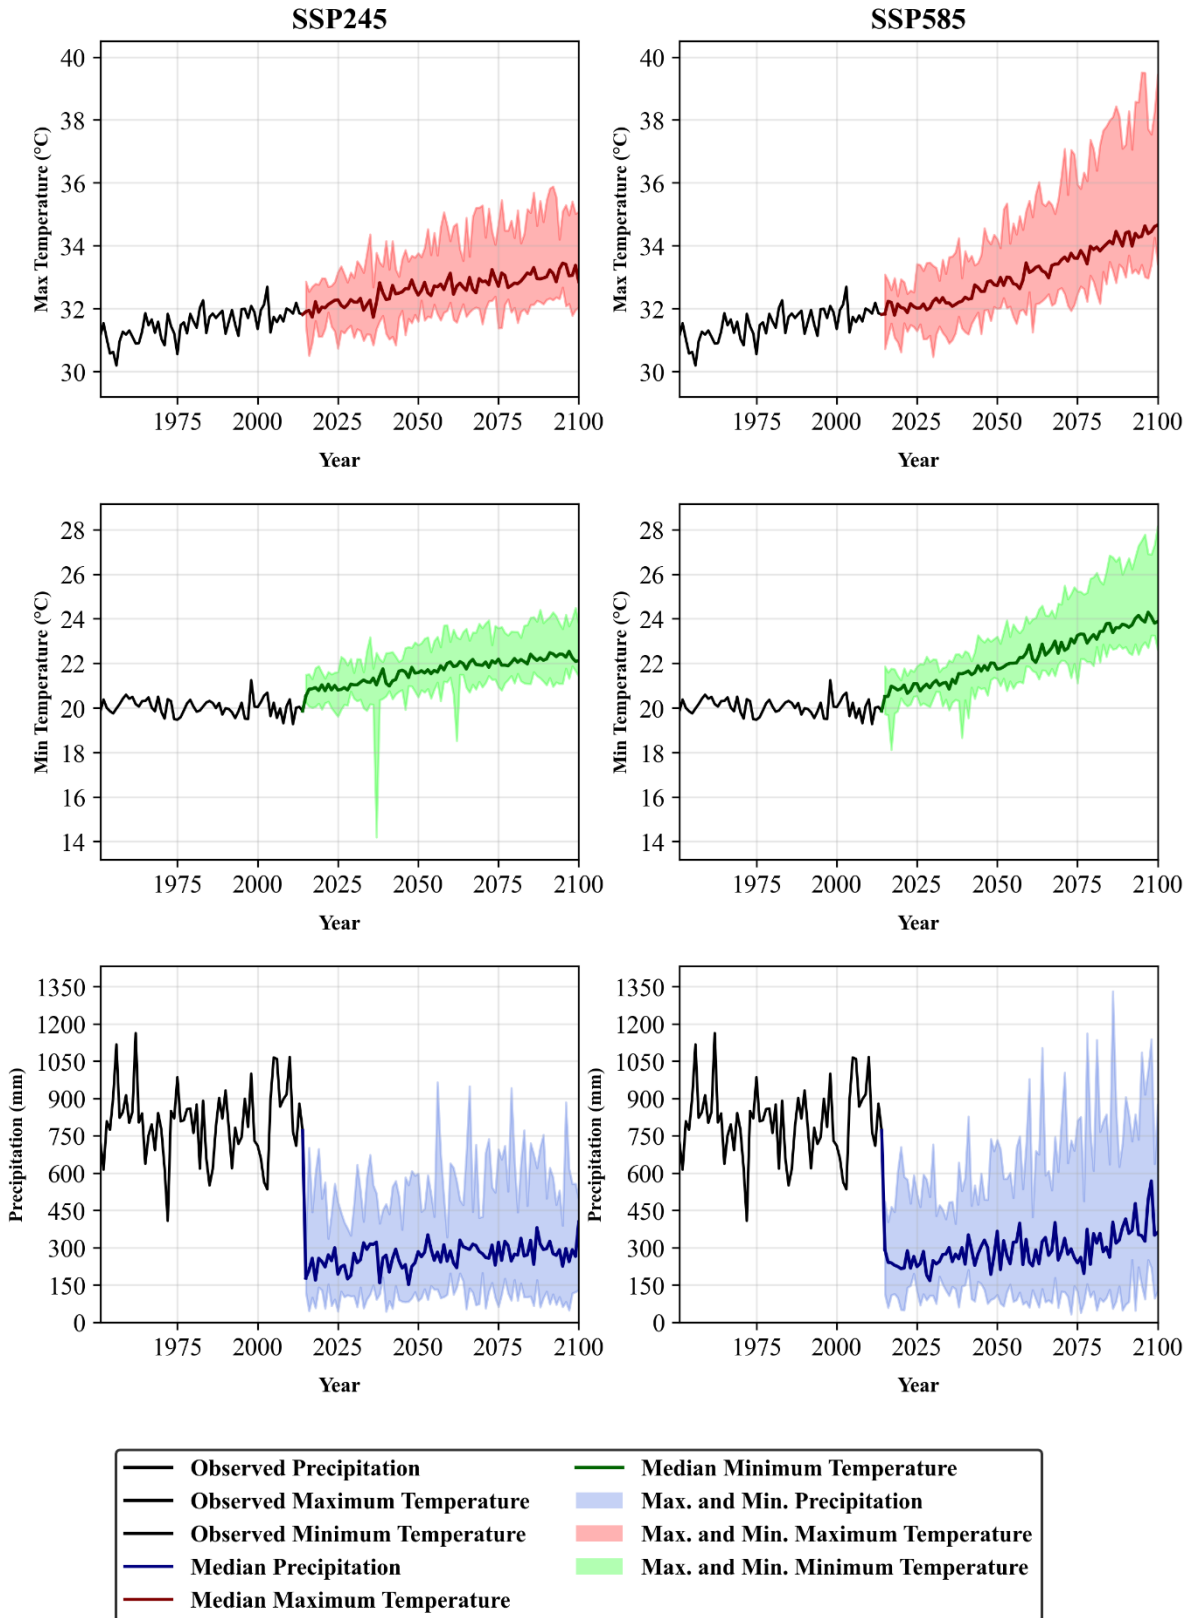 SSP245 SSP585
40 40
38 38
36 36
34 34
32 32
30 30
Max Temperature (°C) Max Temperature (°C)
1975 2000 2025 2050 2075 2100 1975 2000 2025 2050 2075 2100
Year Year
28 28
26 26
24 24
22 22
20 20
18 18
16 16
14 14
Min Temperature (°C) Min Temperature (°C)
1975 2000 2025 2050 2075 2100 1975 2000 2025 2050 2075 2100
Year Year
1350 1350
1200 1200
1050 1050
900 900
750 750
600 600
450 450
300 300
150 150
0 0
Precipitation (mm) Precipitation (mm)
1975 2000 2025 2050 2075 2100 1975 2000 2025 2050 2075 2100
Year Year
Observed Precipitation
Observed Maximum Temperature
Observed Minimum Temperature
Median Precipitation
Median Maximum Temperature
Median Minimum Temperature
Max. and Min. Precipitation
Max. and Min. Maximum Temperature
Max. and Min. Minimum Temperature